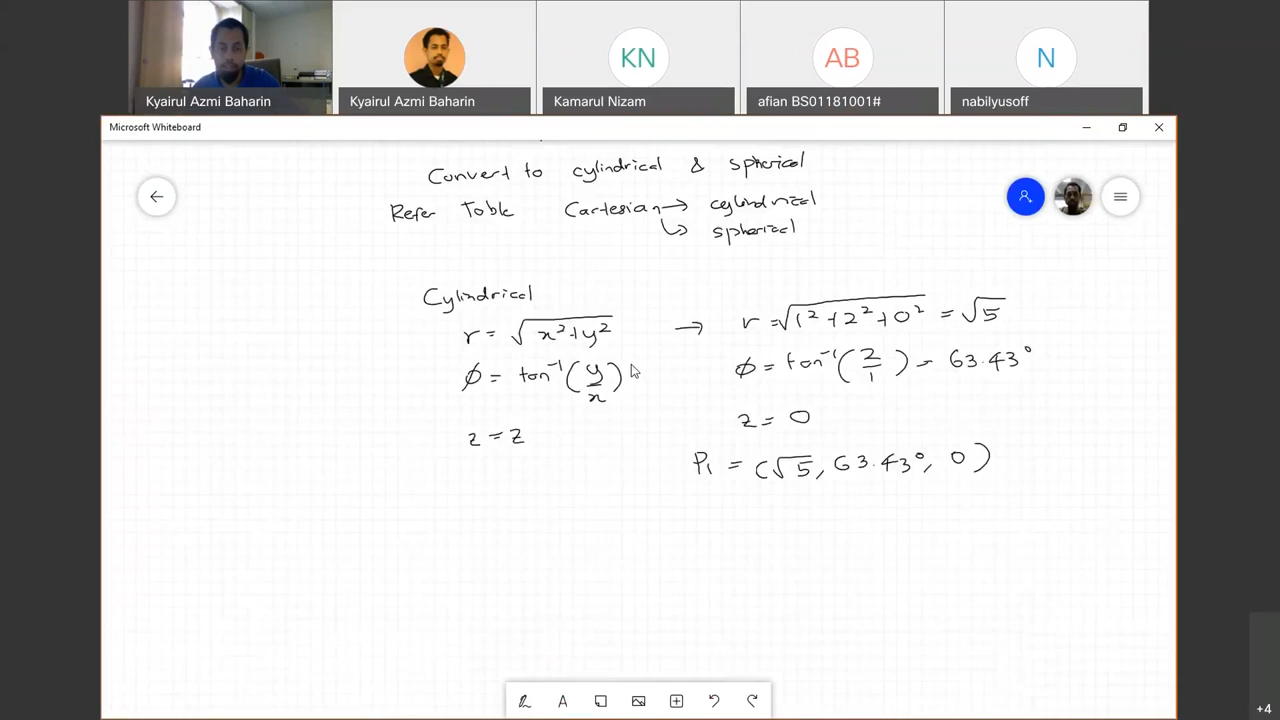 KN
AB
N
Kyairul Azmi Baharin
Kyairul Azmi Baharin
Kamarul Nizam
afian BS01181001#
nabilyusoff
Microsoft Whiteboard
Convert to cylindrical & spherical
Refer Table Cartesian → cylindrical
↳ spherical
Cylindrical
r = √x²+y² → r = √1²+2²+0² = √5
φ = tan⁻¹(y/x) φ = tan⁻¹(2/1) = 63.43°
z = z z = 0
P₁ = (√5, 63.43°, 0)
A
+4